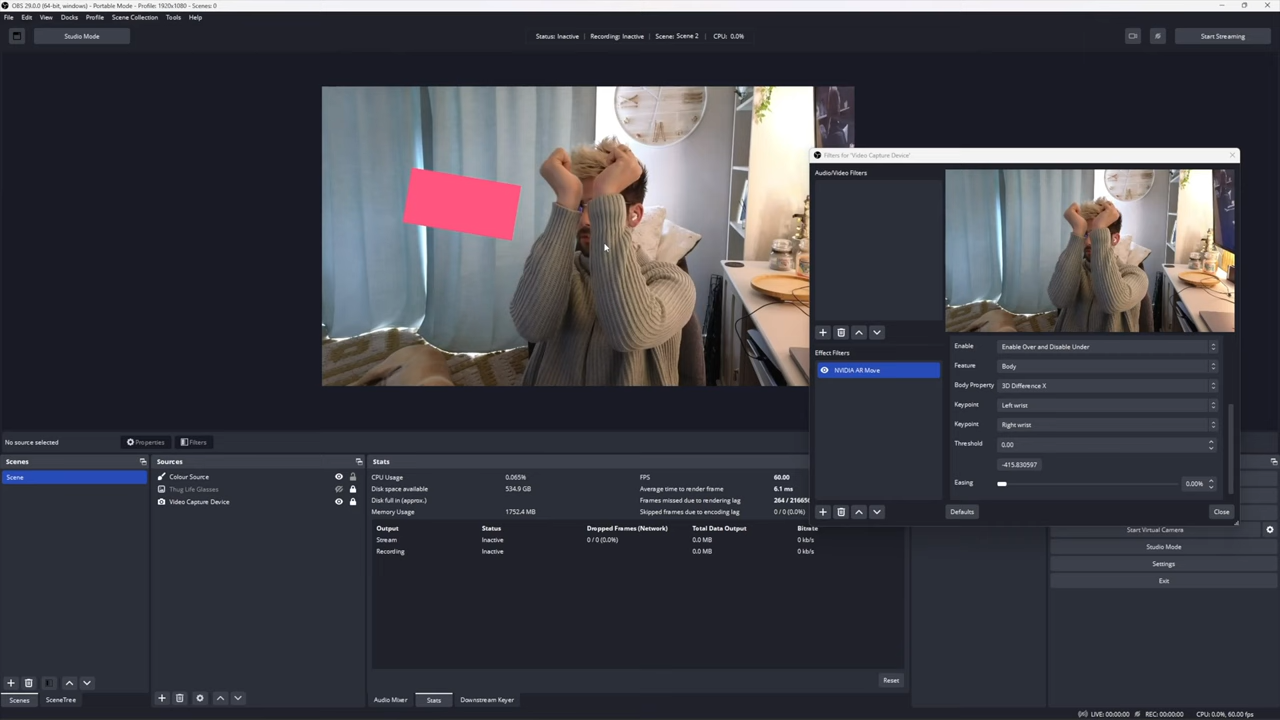 OBS 29.0.0 (64-bit, windows) - Portable Mode - Profile: 1920x1080 - Scenes: 0
File Edit View Docks Profile Scene Collection Tools Help
Studio Mode
Status: Inactive Recording: Inactive Scene: Scene 2 CPU: 0.0%
Start Streaming
Filters for 'Video Capture Device'
Audio/Video Filters
Effect Filters
NVIDIA AR Move
Enable Enable Over and Disable Under
Feature Body
Body Property 3D Difference X
Keypoint Left wrist
Keypoint Right wrist
Threshold 0.00
-415.830597
Easing 0.00%
Defaults
Close
No source selected
Properties
Filters
Scenes
Scene
Scenes SceneTree
Sources
Colour Source
Thug Life Glasses
Video Capture Device
Stats
CPU Usage 0.065% FPS 60.00
Disk space available 534.9 GB Average time to render frame 6.1 ms
Disk full in (approx.) Frames missed due to rendering lag
Memory Usage 1752.4 MB Skipped frames due to encoding lag
Output Status Dropped Frames (Network) Total Data Output Bitrate
Stream Inactive 0 / 0 (0.0%) 0.0 MB 0 kb/s
Recording Inactive 0.0 MB 0 kb/s
Reset
Audio Mixer Stats Downstream Keyer
Start Virtual Camera
Studio Mode
Settings
Exit
LIVE: 00:00:00 REC: 00:00:00 CPU: 0.0%, 60.00 fps